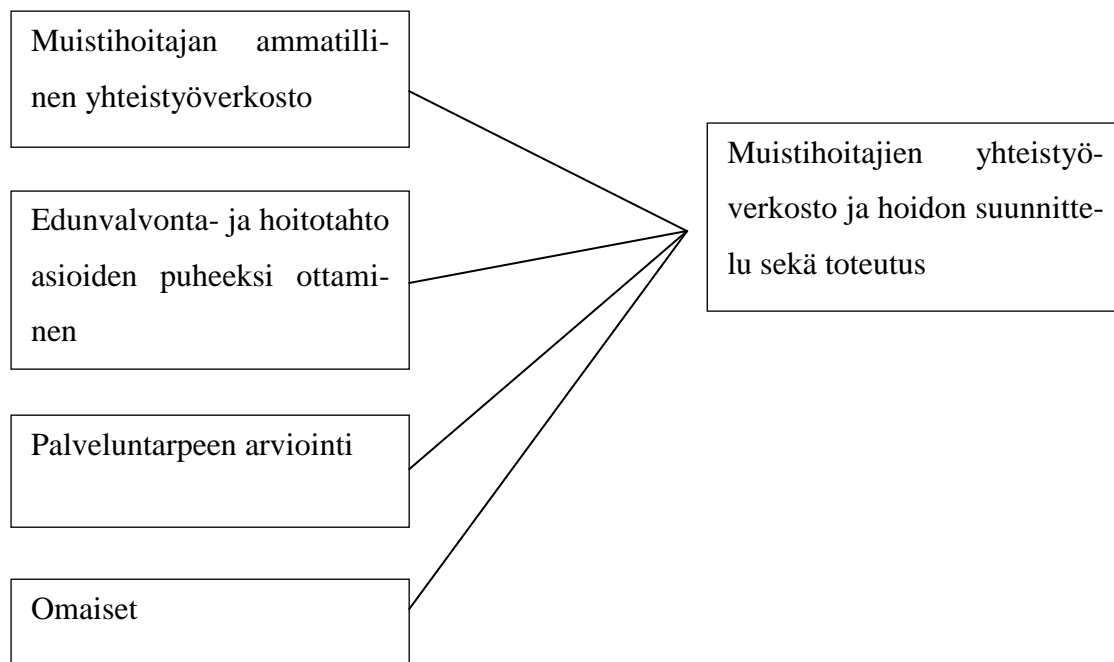 Muistihoitajan ammatilli-
nen yhteistyöverkosto
Edunvalvonta- ja hoitotahto
asioiden puheeksi ottami-
nen
Palveluntarpeen arviointi
Omaiset
Muistihoitajien yhteistyö-
verkosto ja hoidon suunnitte-
lu sekä toteutus